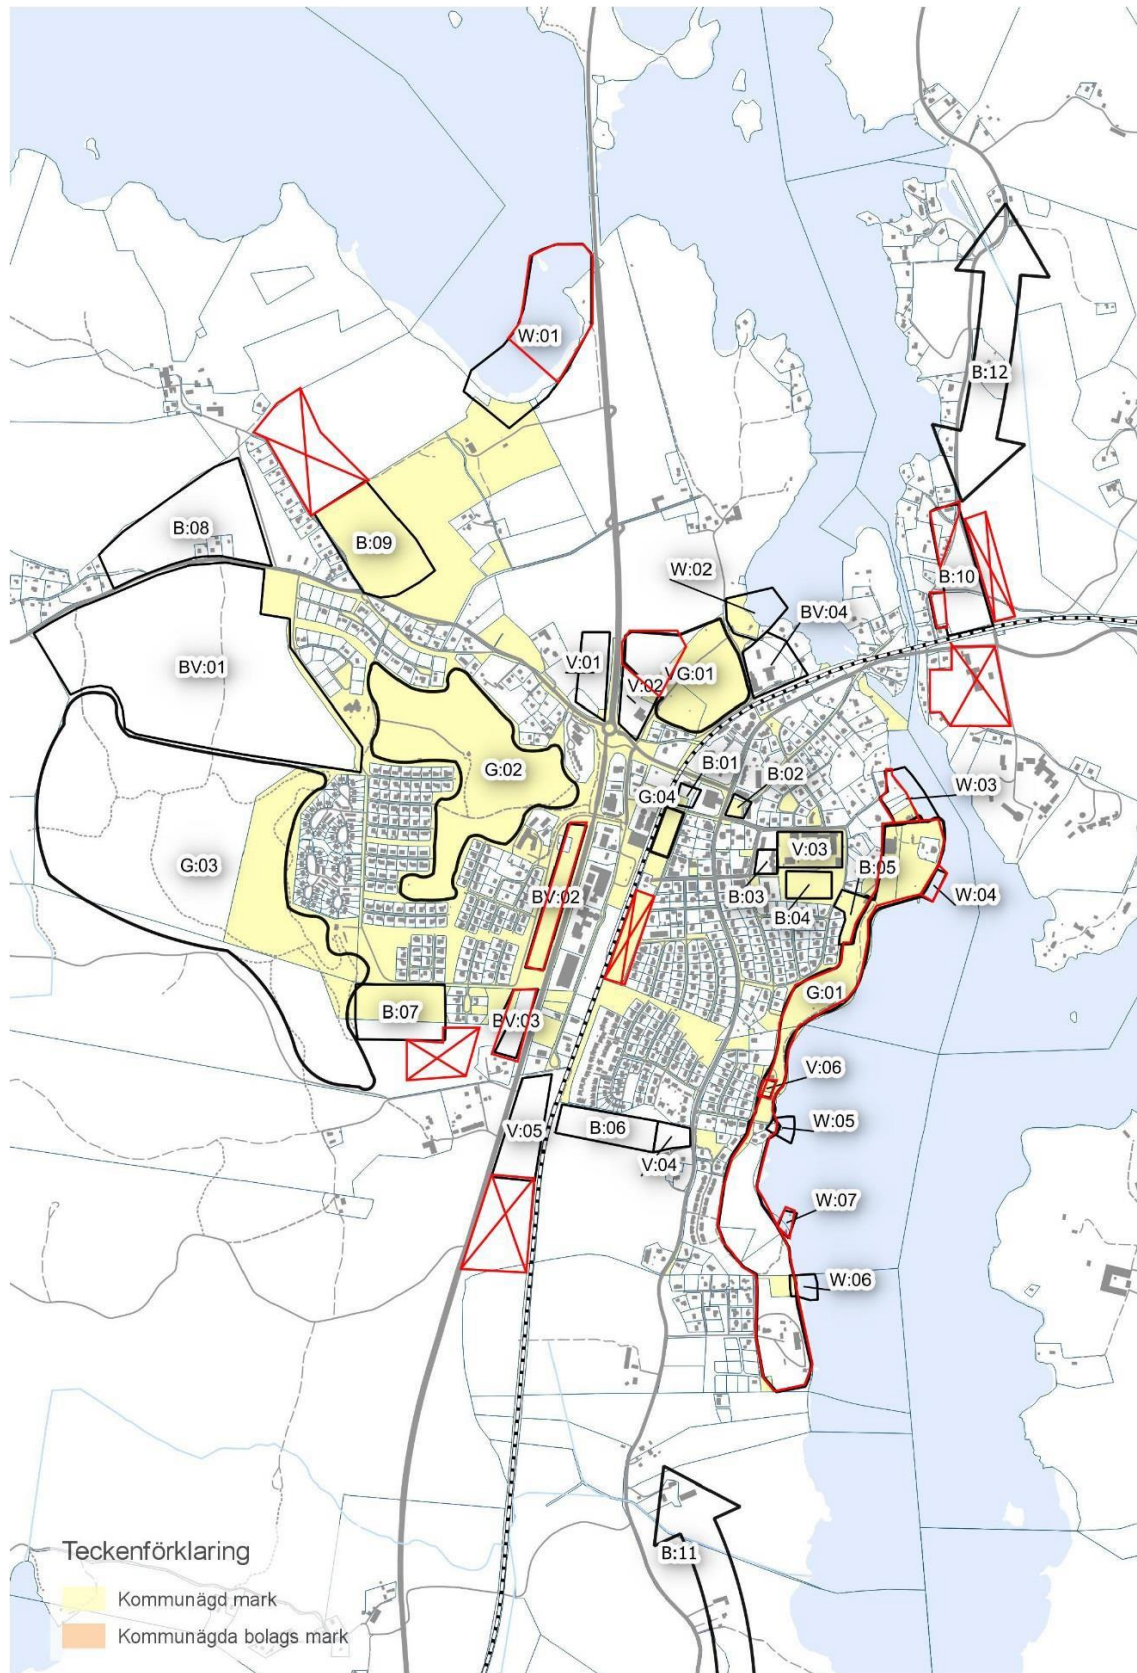 W:01
B:12
B:08
B:09
W:02
B:10
BV:04
BV:01
V:01
VG:01
V:02
G:02
B:01
B:02
G:04
W:03
V:03
G:03
B:05
BV:02
B:03
W:04
B:04
G:01
B:07
BV:03
V:06
V:05
B:06
W:05
V:04
W:07
W:06
B:11
Teckenförklaring
Kommunägd mark
Kommunägda bolags mark